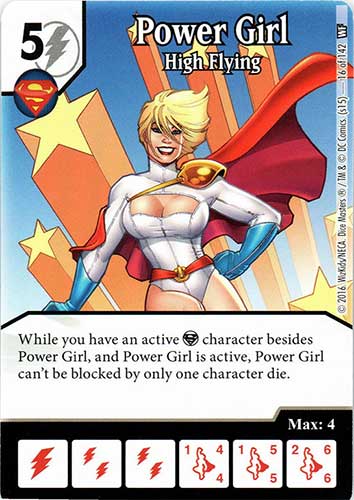 5
Power Girl
High Flying
© 2016 WizKids/NECA. Dice Masters ® / TM & © DC Comics. (s15) —— 16 of 142 WF
While you have an active character besides
Power Girl, and Power Girl is active, Power Girl
can't be blocked by only one character die.
Max: 4
1 4 4
1 5 5
2 6 6